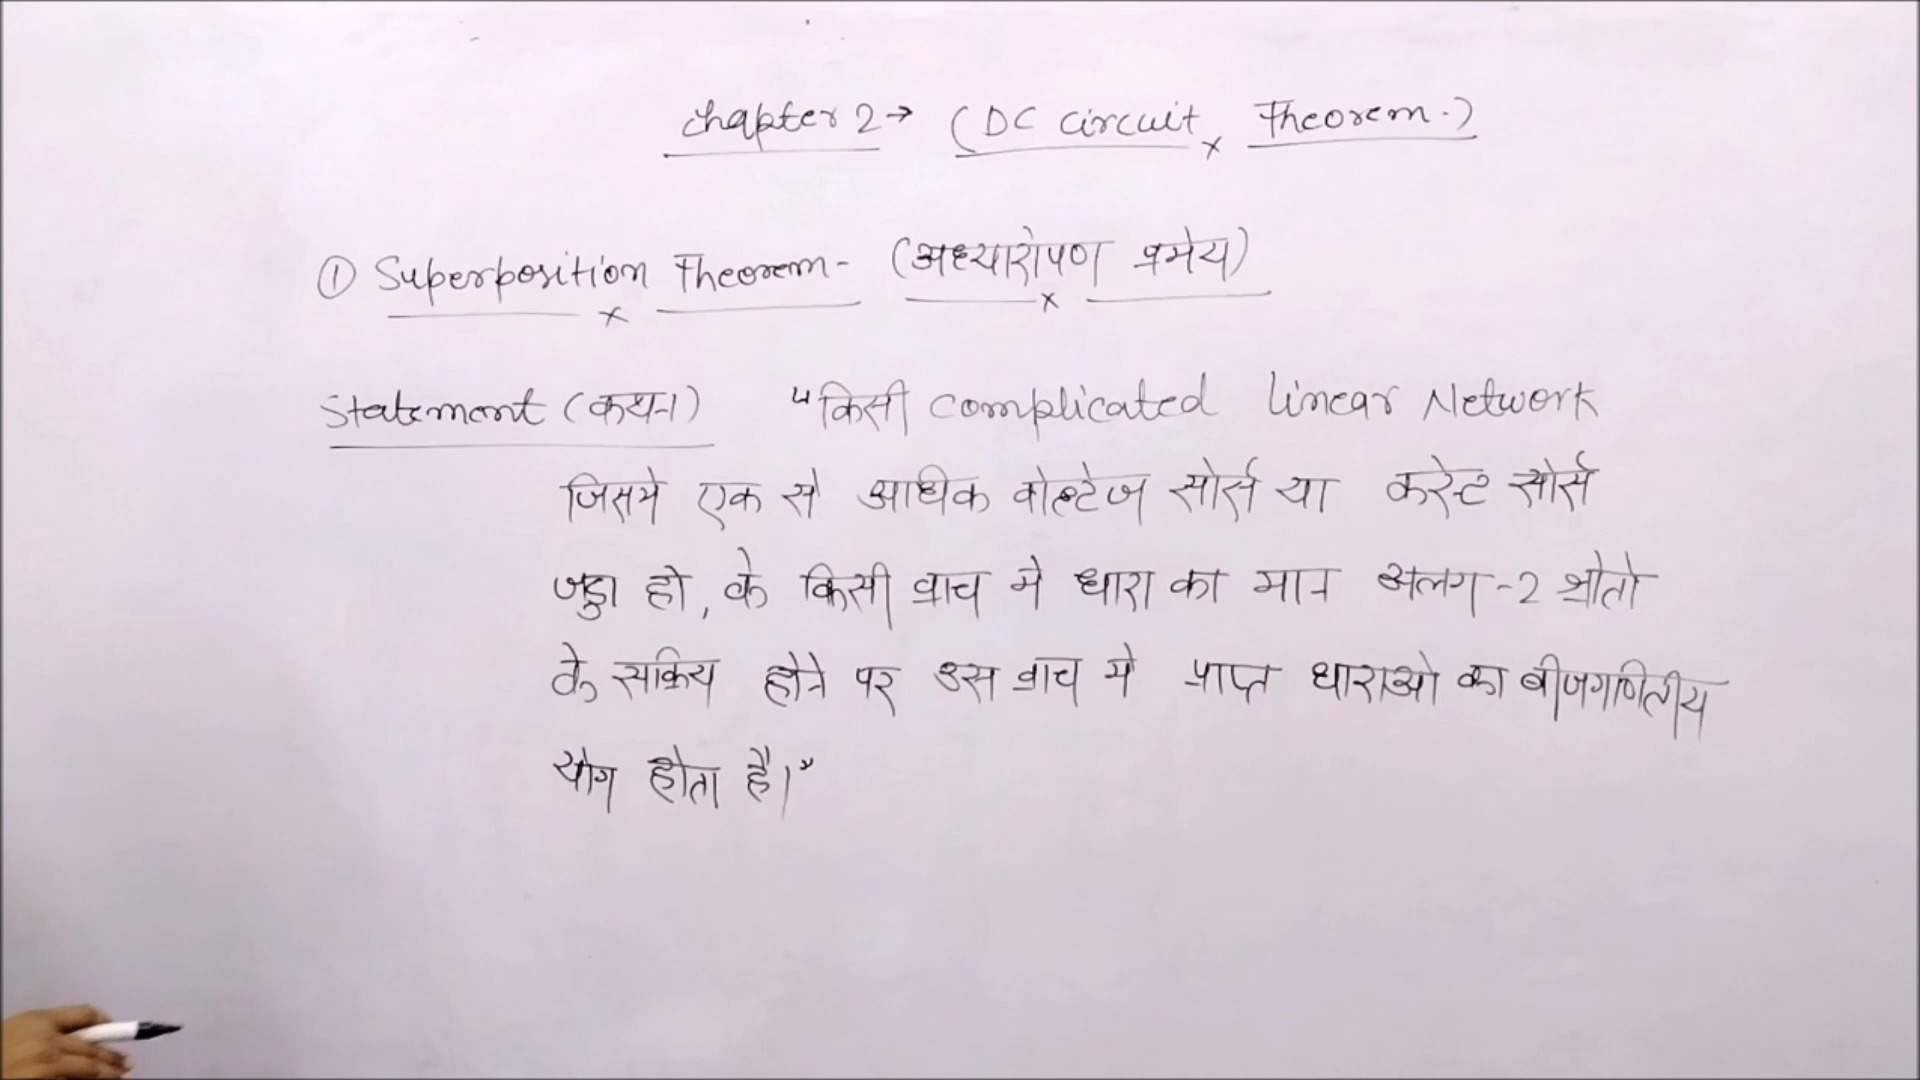 Chapter 2 → (DC Circuit Theorem.)
① Superposition Theorem - (अध्यारोपण प्रमेय)
Statement (कथन) "किसी complicated linear Network
जिसमे एक से अधिक वोल्टेज सोर्स या करेन्ट सोर्स
जुडा हो, के किसी ब्रांच मे धारा का मान अलग-2 श्रोतो
के सक्रिय होने पर उस ब्रांच मे प्राप्त धाराओ का बीजगणितीय
योग होता है।"